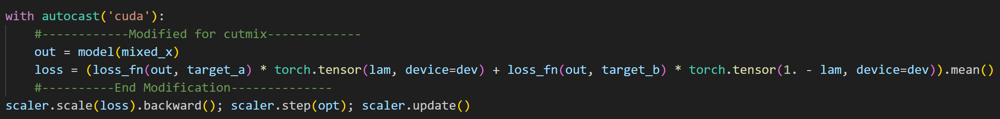 with autocast('cuda'):
    #------------Modified for cutmix-------------
    out = model(mixed_x)
    loss = (loss_fn(out, target_a) * torch.tensor(lam, device=dev) + loss_fn(out, target_b) * torch.tensor(1. - lam, device=dev)).mean()
    #----------End Modification--------------
scaler.scale(loss).backward(); scaler.step(opt); scaler.update()